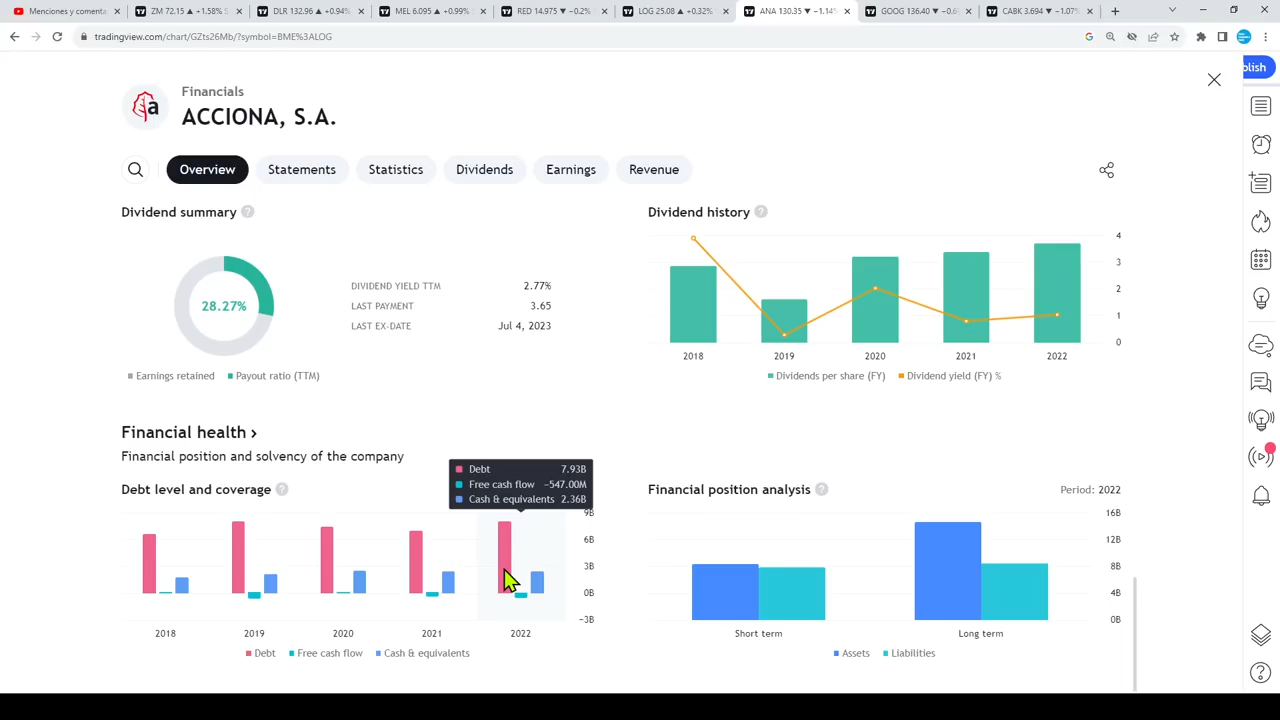 Menciones y comenta
ZM 72.15 ▲ +1.58% S
DLR 132.96 ▲ +0.94%
MEL 6.095 ▲ +0.99%
RED 14.975 ▼ −0.2%
LOG 25.08 ▲ +0.32%
ANA 130.35 ▼ −1.14%
GOOG 136.40 ▼ −0.6
CABK 3.694 ▼ −1.07%
tradingview.com/chart/GZts26Mb/?symbol=BME%3ALOG
blish
Financials
ACCIONA, S.A.
Overview
Statements
Statistics
Dividends
Earnings
Revenue
Dividend summary ?
28.27%
DIVIDEND YIELD TTM 2.77%
LAST PAYMENT 3.65
LAST EX-DATE Jul 4, 2023
Earnings retained Payout ratio (TTM)
Dividend history ?
4
3
2
1
0
2018 2019 2020 2021 2022
Dividends per share (FY) Dividend yield (FY) %
Financial health ›
Financial position and solvency of the company
Debt level and coverage ?
Debt 7.93B
Free cash flow −547.00M
Cash & equivalents 2.36B
9B
6B
3B
0B
−3B
2018 2019 2020 2021 2022
Debt Free cash flow Cash & equivalents
Financial position analysis ?
Period: 2022
16B
12B
8B
4B
0B
Short term Long term
Assets Liabilities